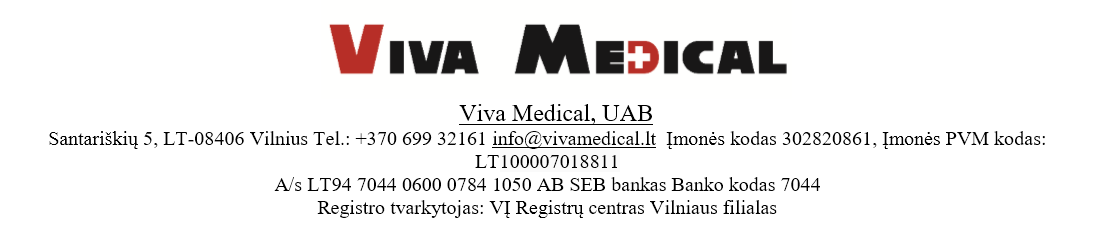 VIVA MEDICAL
Viva Medical, UAB
Santariškių 5, LT-08406 Vilnius Tel.: +370 699 32161 info@vivamedical.lt Įmonės kodas 302820861, Įmonės PVM kodas:
LT100007018811
A/s LT94 7044 0600 0784 1050 AB SEB bankas Banko kodas 7044
Registro tvarkytojas: VĮ Registrų centras Vilniaus filialas